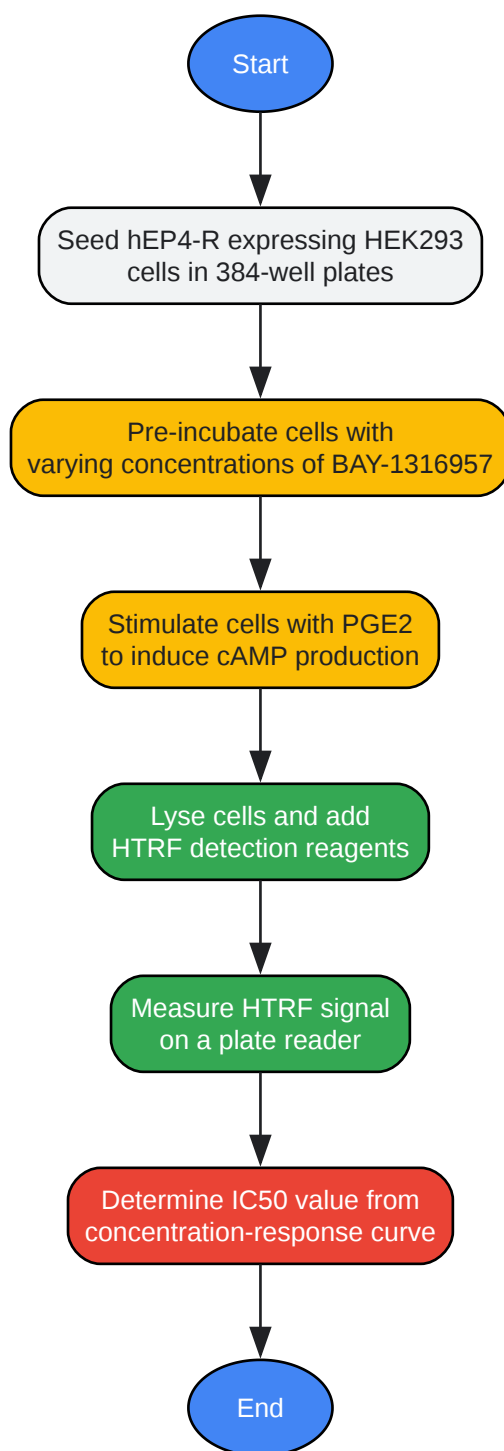 Start
Seed hEP4-R expressing HEK293
cells in 384-well plates
Pre-incubate cells with
varying concentrations of BAY-1316957
Stimulate cells with PGE2
to induce cAMP production
Lyse cells and add
HTRF detection reagents
Measure HTRF signal
on a plate reader
Determine IC50 value from
concentration-response curve
End